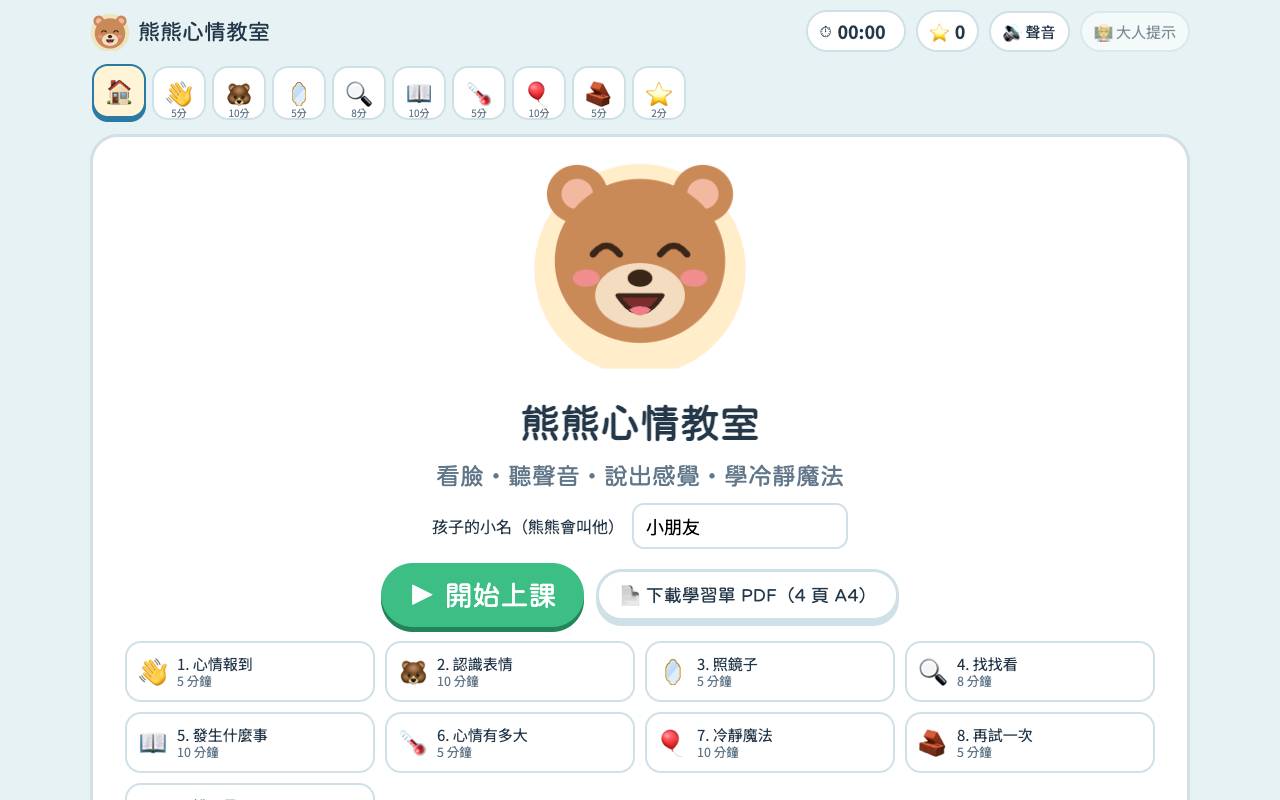 熊熊心情教室
00:00
0
聲音
大人提示
5分
10分
5分
8分
10分
5分
10分
5分
2分
熊熊心情教室
看臉・聽聲音・說出感覺・學冷靜魔法
孩子的小名（熊熊會叫他）
小朋友
▶ 開始上課
下載學習單 PDF（4 頁 A4）
1. 心情報到
5 分鐘
2. 認識表情
10 分鐘
3. 照鏡子
5 分鐘
4. 找找看
8 分鐘
5. 發生什麼事
10 分鐘
6. 心情有多大
5 分鐘
7. 冷靜魔法
10 分鐘
8. 再試一次
5 分鐘